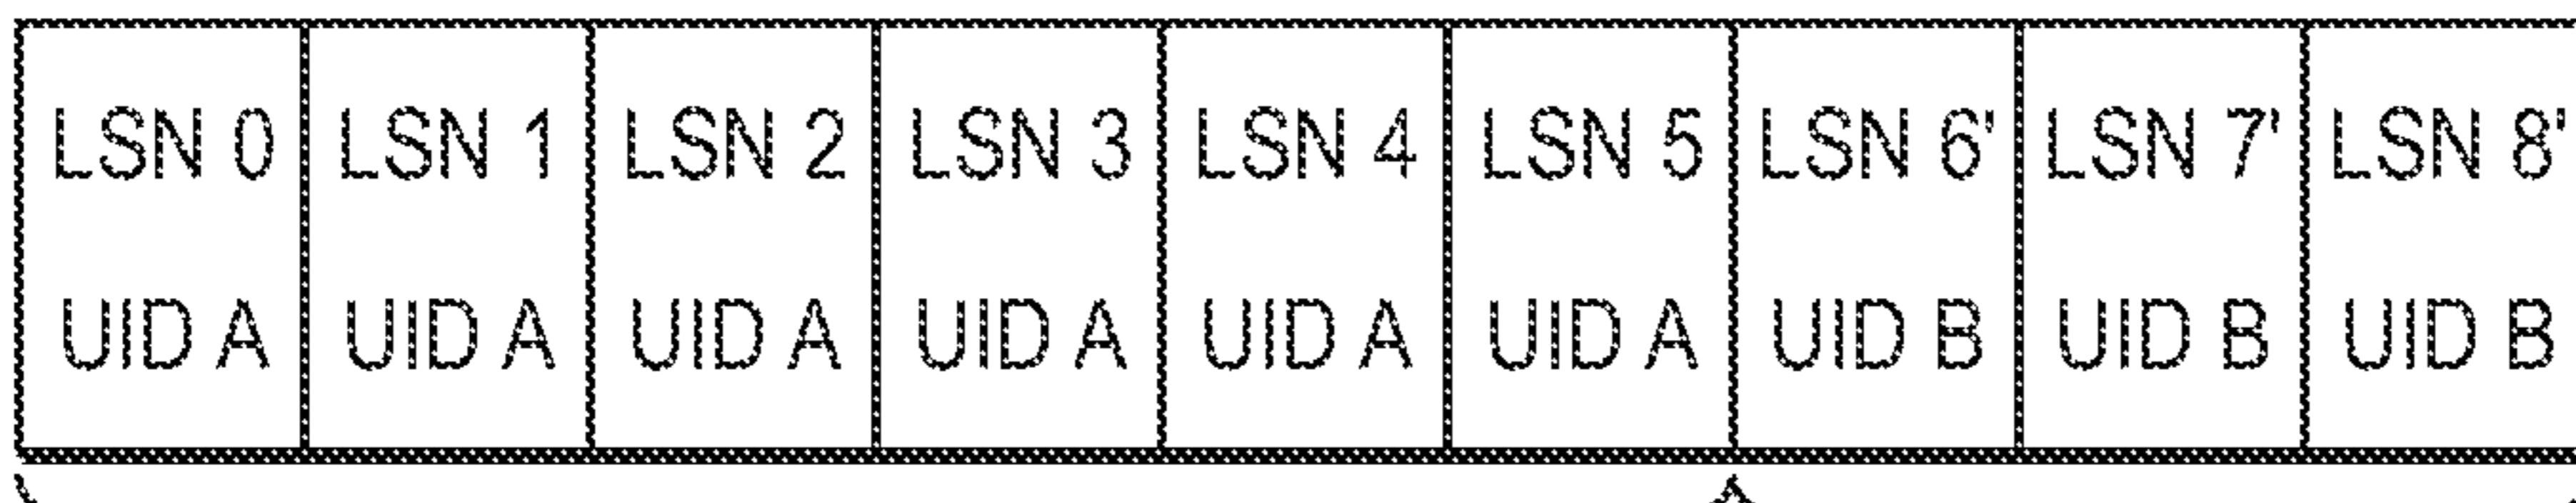 LSN 0 LSN 1 LSN 2 LSN 3 LSN 4 LSN 5 LSN 6' LSN 7' LSN 8'
UID A UID A UID A UID A UID A UID A UID B UID B UID B